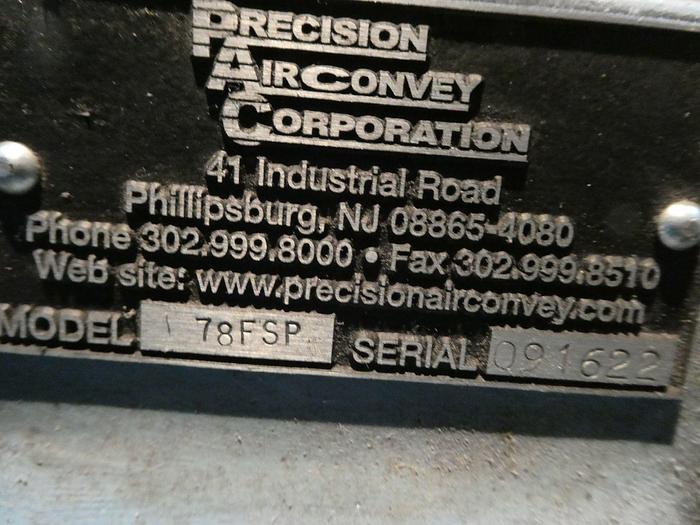 PRECISION
AIRCONVEY
CORPORATION
41 Industrial Road
Phillipsburg, NJ 08865-4080
Phone 302.999.8000 • Fax 302.999.8510
Web site: www.precisionairconvey.com
MODEL 78FSP SERIAL Q91622